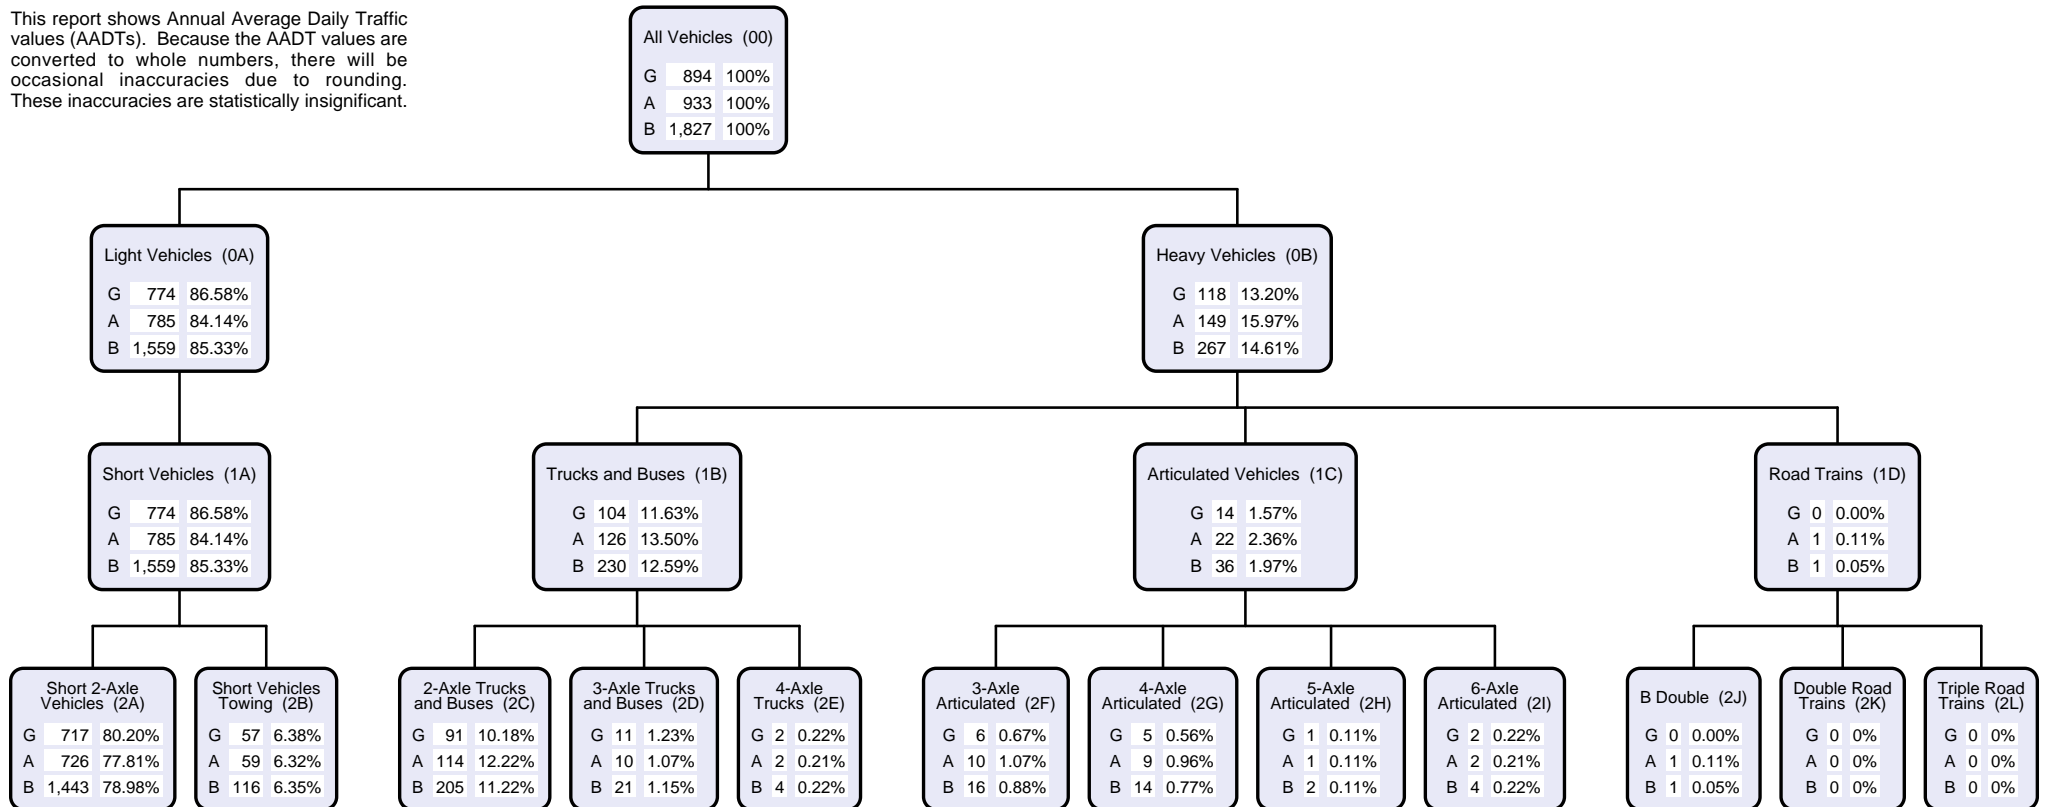 This report shows Annual Average Daily Traffic
values (AADTs). Because the AADT values are
converted to whole numbers, there will be
occasional inaccuracies due to rounding.
These inaccuracies are statistically insignificant.
All Vehicles (00)
G 894 100%
A 933 100%
B 1,827 100%
Light Vehicles (0A)
G 774 86.58%
A 785 84.14%
B 1,559 85.33%
Heavy Vehicles (0B)
G 118 13.20%
A 149 15.97%
B 267 14.61%
Short Vehicles (1A)
G 774 86.58%
A 785 84.14%
B 1,559 85.33%
Trucks and Buses (1B)
G 104 11.63%
A 126 13.50%
B 230 12.59%
Articulated Vehicles (1C)
G 14 1.57%
A 22 2.36%
B 36 1.97%
Road Trains (1D)
G 0 0.00%
A 1 0.11%
B 1 0.05%
Short 2-Axle
Vehicles (2A)
G 717 80.20%
A 726 77.81%
B 1,443 78.98%
Short Vehicles
Towing (2B)
G 57 6.38%
A 59 6.32%
B 116 6.35%
2-Axle Trucks
and Buses (2C)
G 91 10.18%
A 114 12.22%
B 205 11.22%
3-Axle Trucks
and Buses (2D)
G 11 1.23%
A 10 1.07%
B 21 1.15%
4-Axle
Trucks (2E)
G 2 0.22%
A 2 0.21%
B 4 0.22%
3-Axle
Articulated (2F)
G 6 0.67%
A 10 1.07%
B 16 0.88%
4-Axle
Articulated (2G)
G 5 0.56%
A 9 0.96%
B 14 0.77%
5-Axle
Articulated (2H)
G 1 0.11%
A 1 0.11%
B 2 0.11%
6-Axle
Articulated (2I)
G 2 0.22%
A 2 0.21%
B 4 0.22%
B Double (2J)
G 0 0.00%
A 1 0.11%
B 1 0.05%
Double Road
Trains (2K)
G 0 0%
A 0 0%
B 0 0%
Triple Road
Trains (2L)
G 0 0%
A 0 0%
B 0 0%